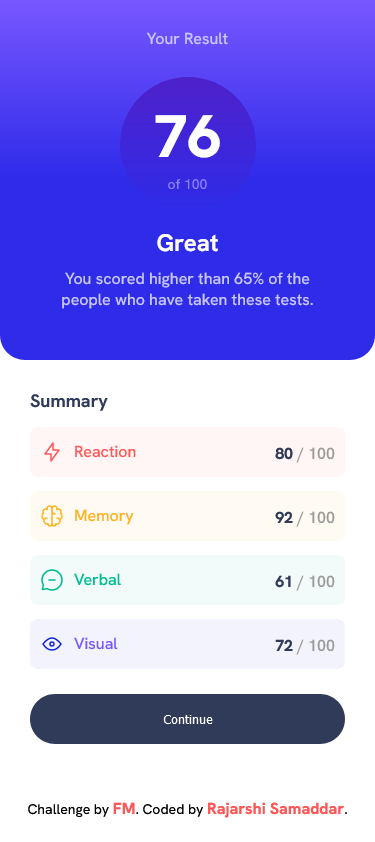 Your Result
76
of 100
Great
You scored higher than 65% of the
people who have taken these tests.
Summary
Reaction 80 / 100
Memory 92 / 100
Verbal 61 / 100
Visual 72 / 100
Continue
Challenge by FM. Coded by Rajarshi Samaddar.